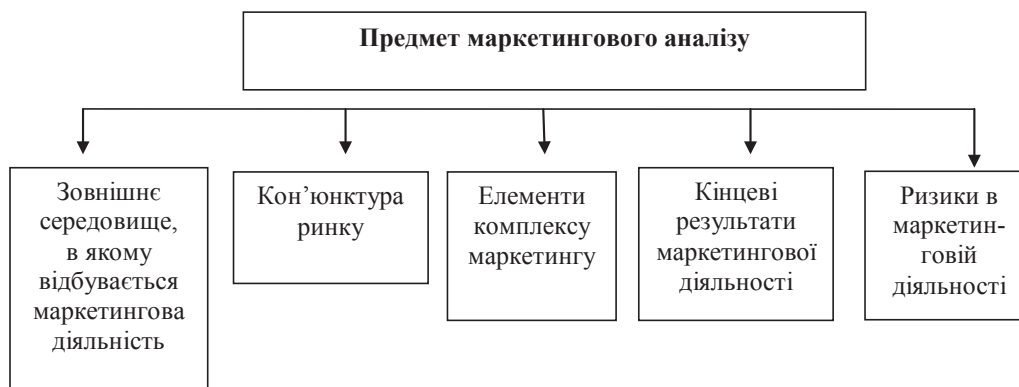 Предмет маркетингового аналізу
Зовнішнє
середовище,
в якому
відбувається
маркетингова
діяльність
Кон’юнктура
ринку
Елементи
комплексу
маркетингу
Кінцеві
результати
маркетингової
діяльності
Ризики в
маркетин-
говій
діяльності